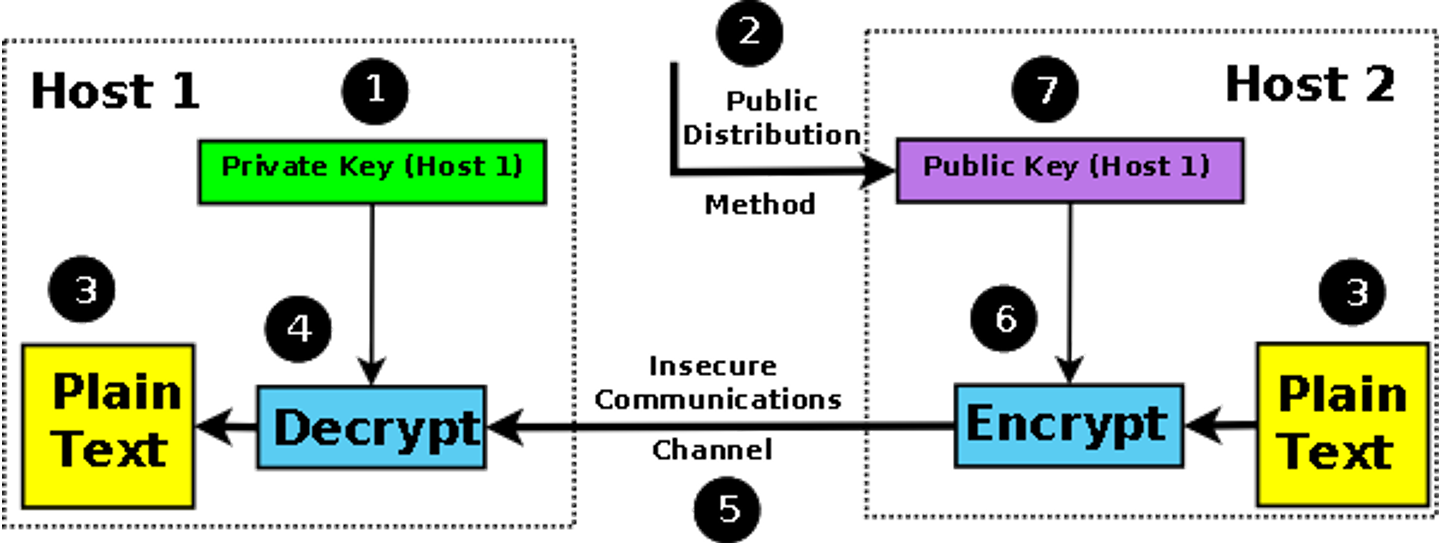 Host 1
1
Private Key (Host 1)
3
4
Plain
Text
Decrypt
2
Public
Distribution
Method
Insecure
Communications
Channel
5
Host 2
7
Public Key (Host 1)
6
3
Encrypt
Plain
Text